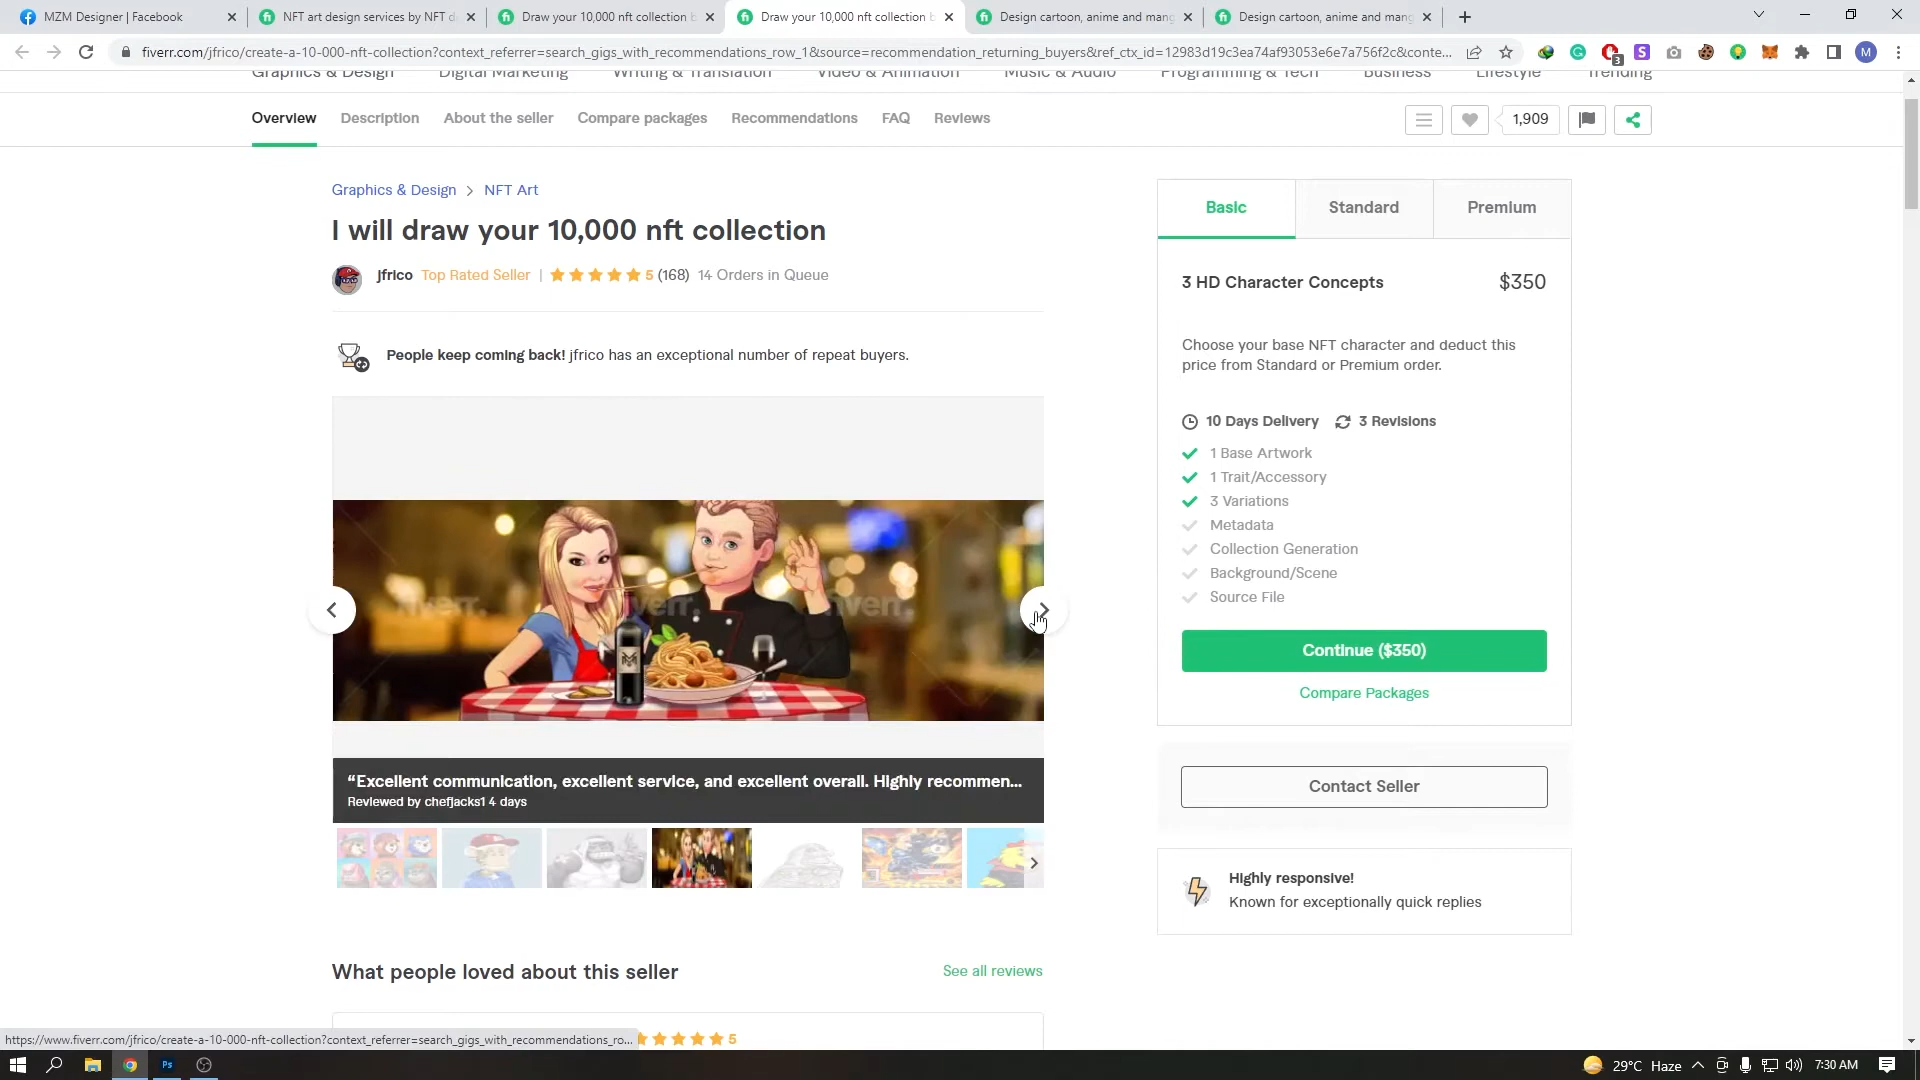 MZM Designer | Facebook
NFT art design services by NFT d
Draw your 10,000 nft collection b
Draw your 10,000 nft collection b
Design cartoon, anime and mang
Design cartoon, anime and mang
fiverr.com/jfrico/create-a-10-000-nft-collection?context_referrer=search_gigs_with_recommendations_row_1&source=recommendation_returning_buyers&ref_ctx_id=12983d19c3ea74af93053e6e7a756f2c&conte...
3
S
M
Graphics & Design
Digital Marketing
Writing & Translation
Video & Animation
Music & Audio
Programming & Tech
Business
Lifestyle
Trending
Overview
Description
About the seller
Compare packages
Recommendations
FAQ
Reviews
1,909
Graphics & Design > NFT Art
I will draw your 10,000 nft collection
jfrico Top Rated Seller | 5 (168) 14 Orders in Queue
People keep coming back! jfrico has an exceptional number of repeat buyers.
fiverr.
“Excellent communication, excellent service, and excellent overall. Highly recommen...
Reviewed by chefjacks1 4 days
What people loved about this seller
See all reviews
5
Basic
Standard
Premium
3 HD Character Concepts
$350
Choose your base NFT character and deduct this
price from Standard or Premium order.
10 Days Delivery
3 Revisions
1 Base Artwork
1 Trait/Accessory
3 Variations
Metadata
Collection Generation
Background/Scene
Source File
Continue ($350)
Compare Packages
Contact Seller
Highly responsive!
Known for exceptionally quick replies
https://www.fiverr.com/jfrico/create-a-10-000-nft-collection?context_referrer=search_gigs_with_recommendations_ro...
Ps
29°C Haze
7:30 AM